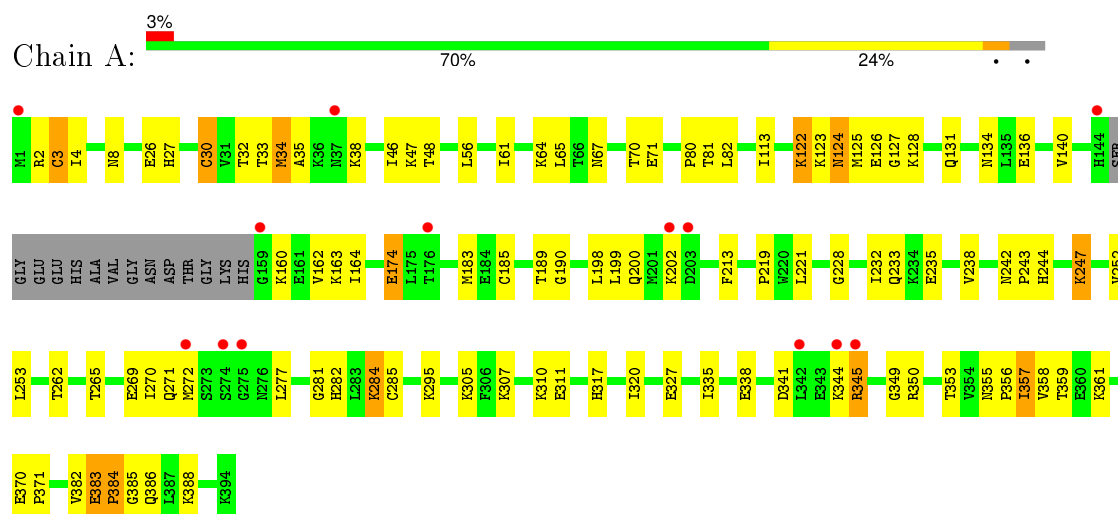 3%
Chain A:
70% 24% • •
M1 R2 C3 I4 N8 E26 H27 C30 V31 T32 T33 N34 A35 K36 N37 K38 I46 K47 T48 L56 I61 K64 L65 T66 N67 T70 E71 P80 T81 L82 I113 K122 K123 N124 M125 E126 G127 K128 Q131 N134 L135 E136 V140 H144 SER
GLY GLU GLU HIS ALA VAL GLY ASN ASP THR GLY LYS HIS G159 K160 E161 V162 K163 I164 E174 L175 T176 M183 E184 C185 T189 G190 L198 L199 Q200 M201 K202 D203 F213 P219 W220 L221 G228 I232 Q233 K234 E235 V238 N242 P243 H244 K247 V252
L253 T262 T265 E269 I270 Q271 M272 S273 S274 G275 N276 L277 G281 H282 L283 K284 C285 K295 K305 F306 K307 K310 E311 H317 I320 E327 I335 E338 D341 L342 E343 K344 R345 G349 R350 T353 V354 N355 P356 I357 V358 T359 E360 K361
E370 P371 V382 E383 P384 G385 Q386 L387 K388 K394